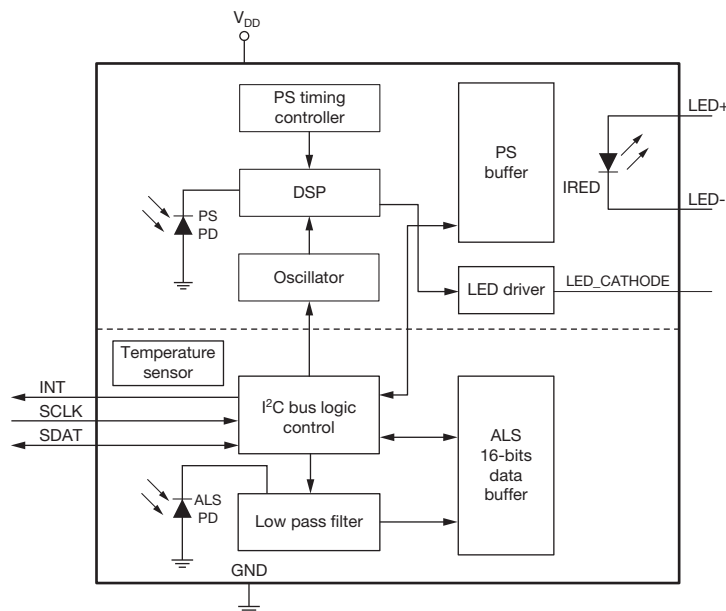 V_DD
PS timing
controller
DSP
PS
PD
Oscillator
PS
buffer
LED+
IRED
LED-
LED driver
LED_CATHODE
Temperature
sensor
INT
SCLK
SDAT
I²C bus logic
control
ALS
16-bits
data
buffer
ALS
PD
Low pass filter
GND